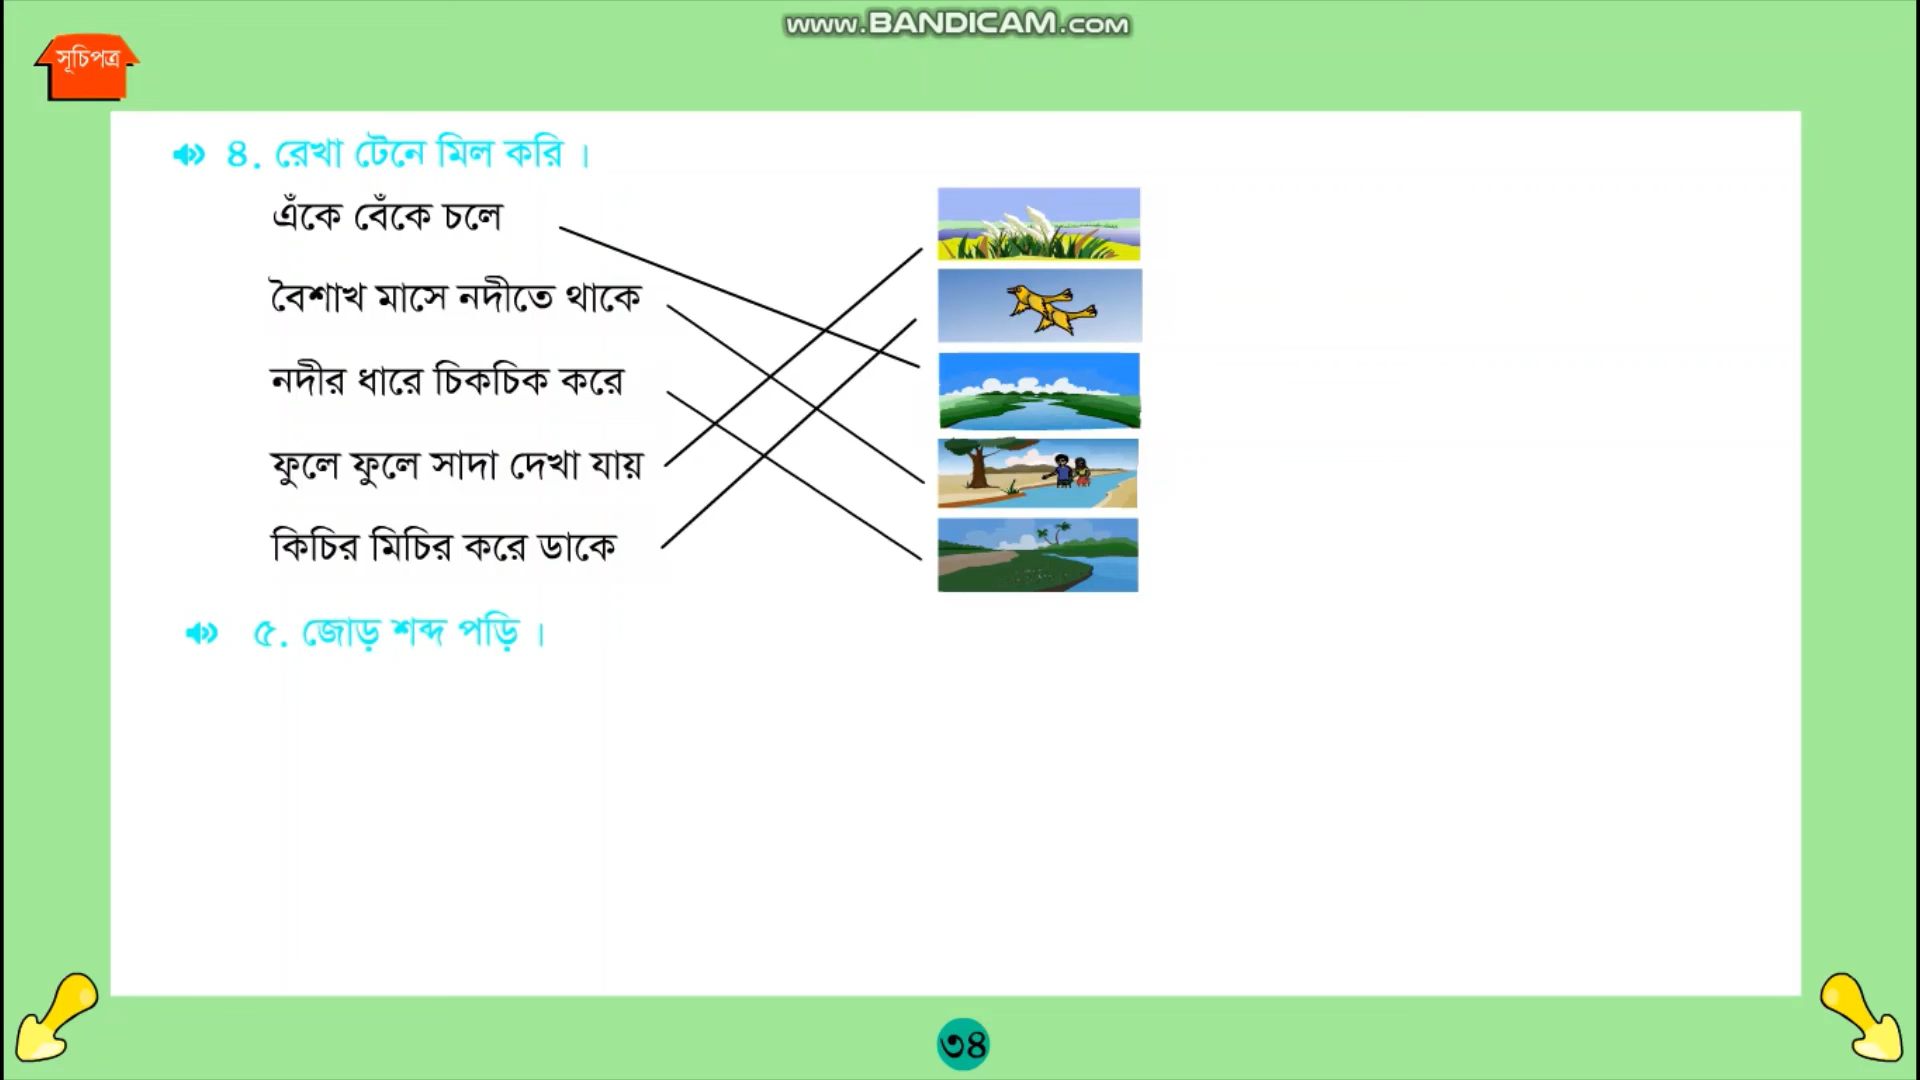 www.BANDICAM.com
সূচিপত্র
৪. রেখা টেনে মিল করি ।
এঁকে বেঁকে চলে
বৈশাখ মাসে নদীতে থাকে
নদীর ধারে চিকচিক করে
ফুলে ফুলে সাদা দেখা যায়
কিচির মিচির করে ডাকে
৫. জোড় শব্দ পড়ি ।
৩৪